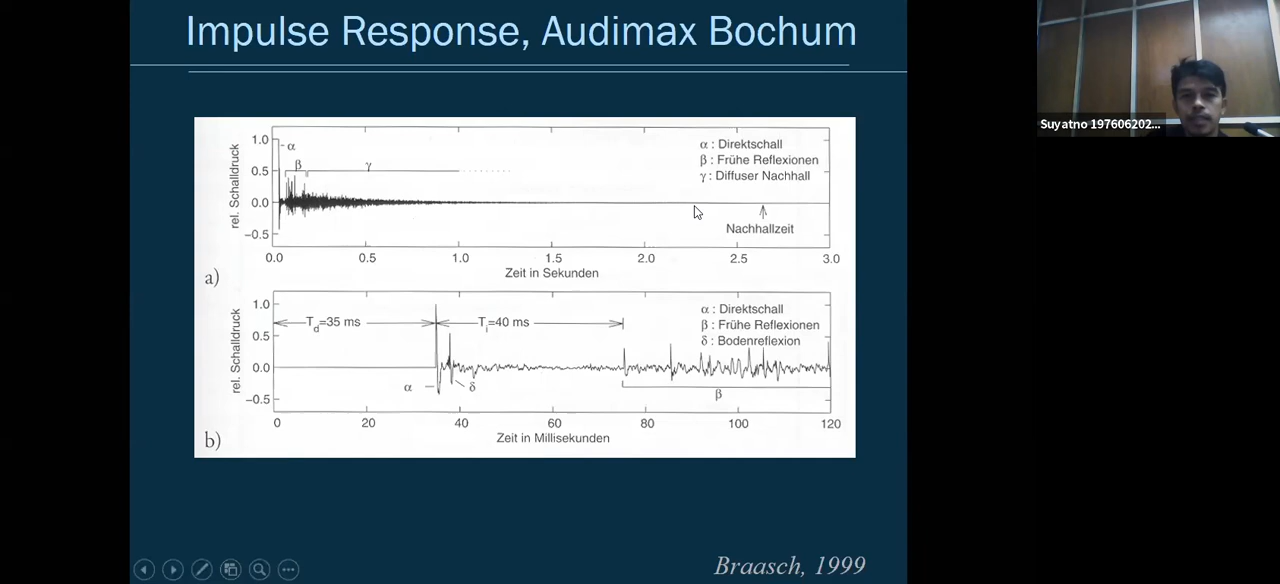 Impulse Response, Audimax Bochum
Suyatno 197606202...
rel. Schalldruck
1.0
0.5
0.0
−0.5
α
β
γ
α : Direktschall
β : Frühe Reflexionen
γ : Diffuser Nachhall
Nachhallzeit
0.0 0.5 1.0 1.5 2.0 2.5 3.0
Zeit in Sekunden
a)
rel. Schalldruck
1.0
0.5
0.0
−0.5
Td=35 ms
Ti=40 ms
α : Direktschall
β : Frühe Reflexionen
δ : Bodenreflexion
α
δ
β
0 20 40 60 80 100 120
Zeit in Millisekunden
b)
Braasch, 1999